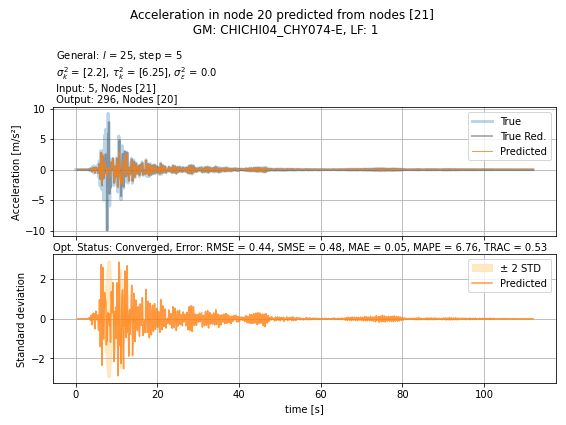 Acceleration in node 20 predicted from nodes [21]
GM: CHICHI04_CHY074-E, LF: 1
General: l = 25, step = 5
σ²ₖ = [2.2], τ²ₖ = [6.25], σ²ε = 0.0
Input: 5, Nodes [21]
Output: 296, Nodes [20]
10
5
0
−5
−10
Acceleration [m/s²]
True
True Red.
Predicted
Opt. Status: Converged, Error: RMSE = 0.44, SMSE = 0.48, MAE = 0.05, MAPE = 6.76, TRAC = 0.53
2
0
−2
Standard deviation
± 2 STD
Predicted
0 20 40 60 80 100
time [s]